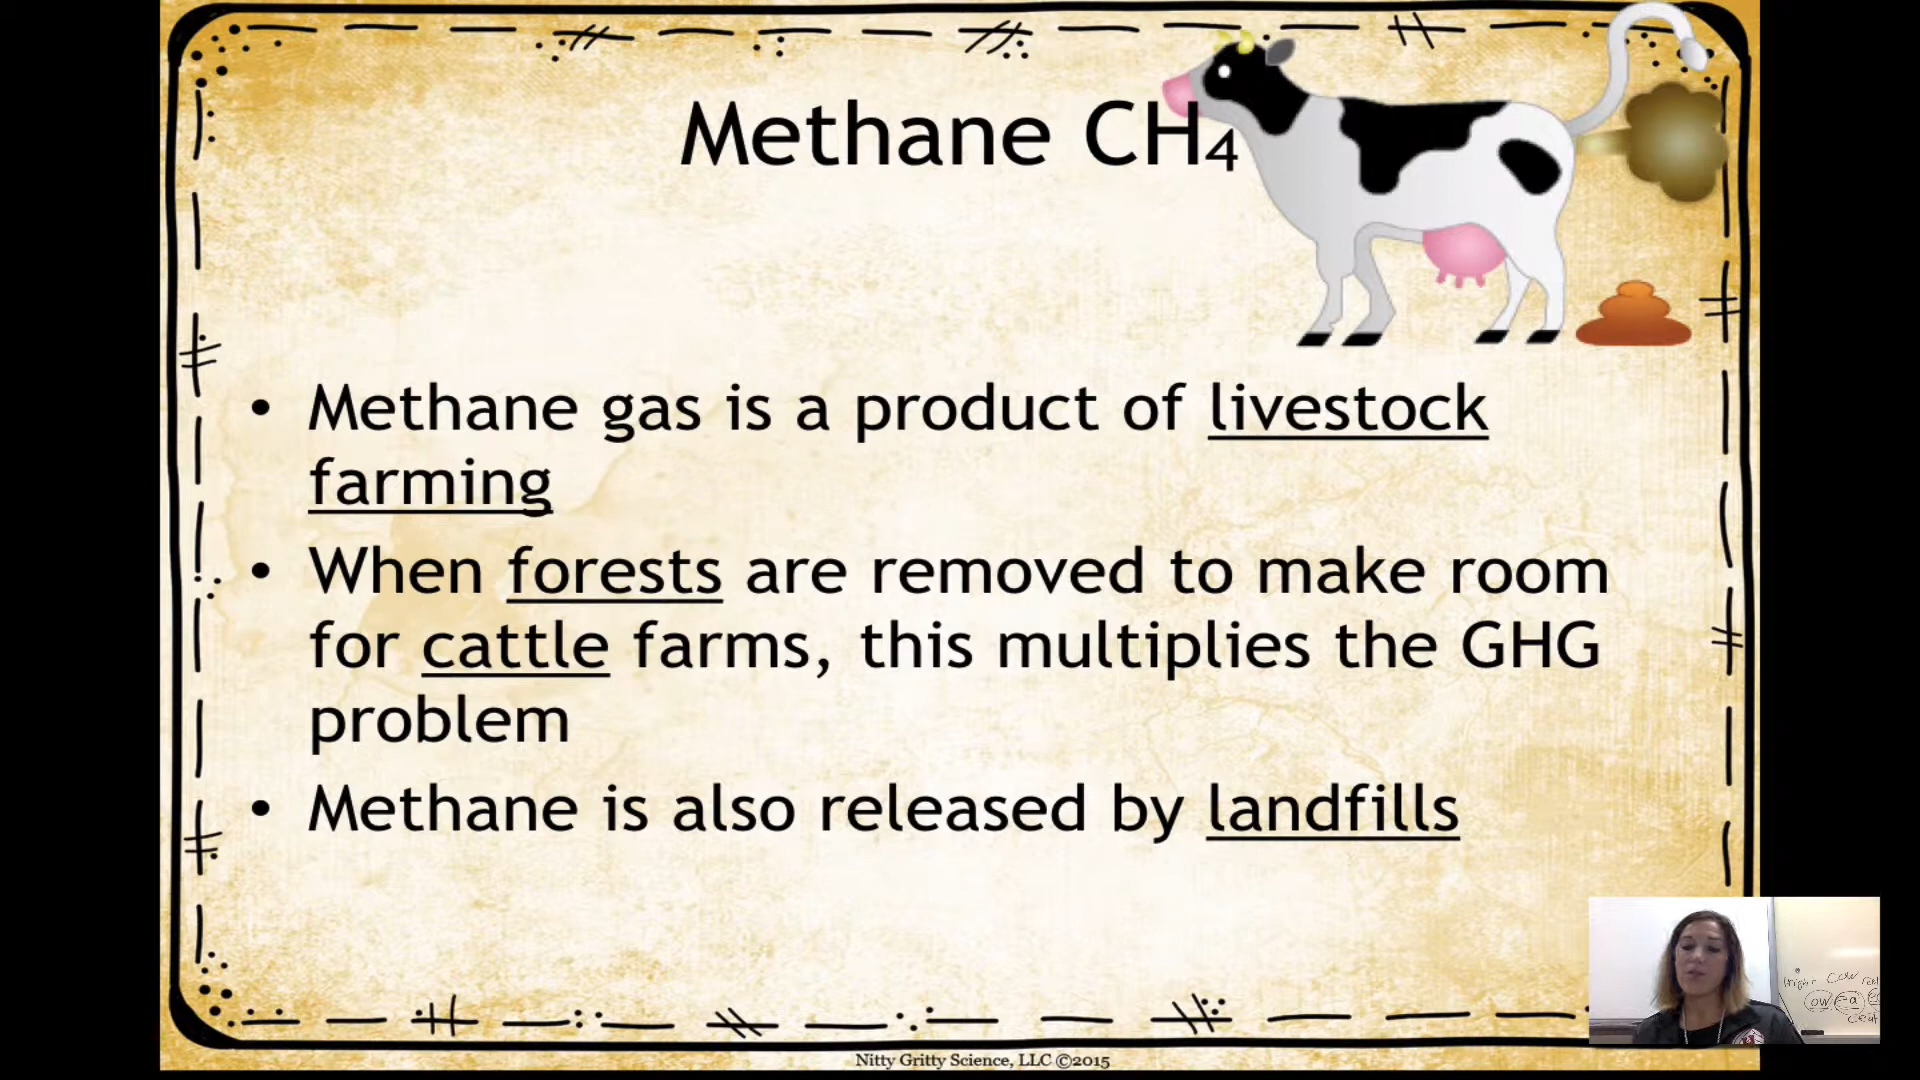 Methane CH₄
• Methane gas is a product of livestock
farming
• When forests are removed to make room
for cattle farms, this multiplies the GHG
problem
• Methane is also released by landfills
Nitty Gritty Science, LLC ©2015
ow